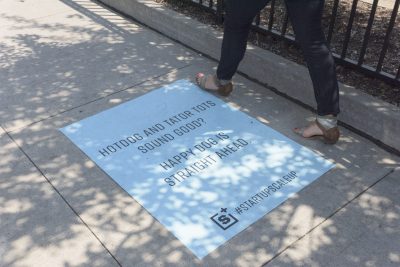 HOTDOG AND TATOR TOTS
SOUND GOOD?
HAPPY DOG IS
STRAIGHT AHEAD.
S+
#STARTUPSCALEUP